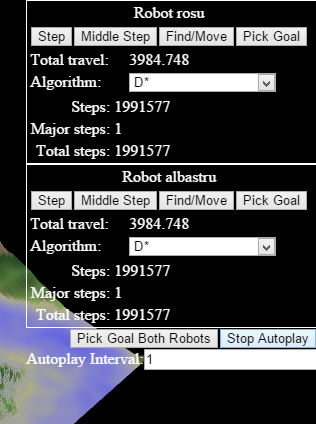 Robot rosu
Step Middle Step Find/Move Pick Goal
Total travel: 3984.748
Algorithm: D*
Steps: 1991577
Major steps: 1
Total steps: 1991577
Robot albastru
Step Middle Step Find/Move Pick Goal
Total travel: 3984.748
Algorithm: D*
Steps: 1991577
Major steps: 1
Total steps: 1991577
Pick Goal Both Robots Stop Autoplay
Autoplay Interval: 1